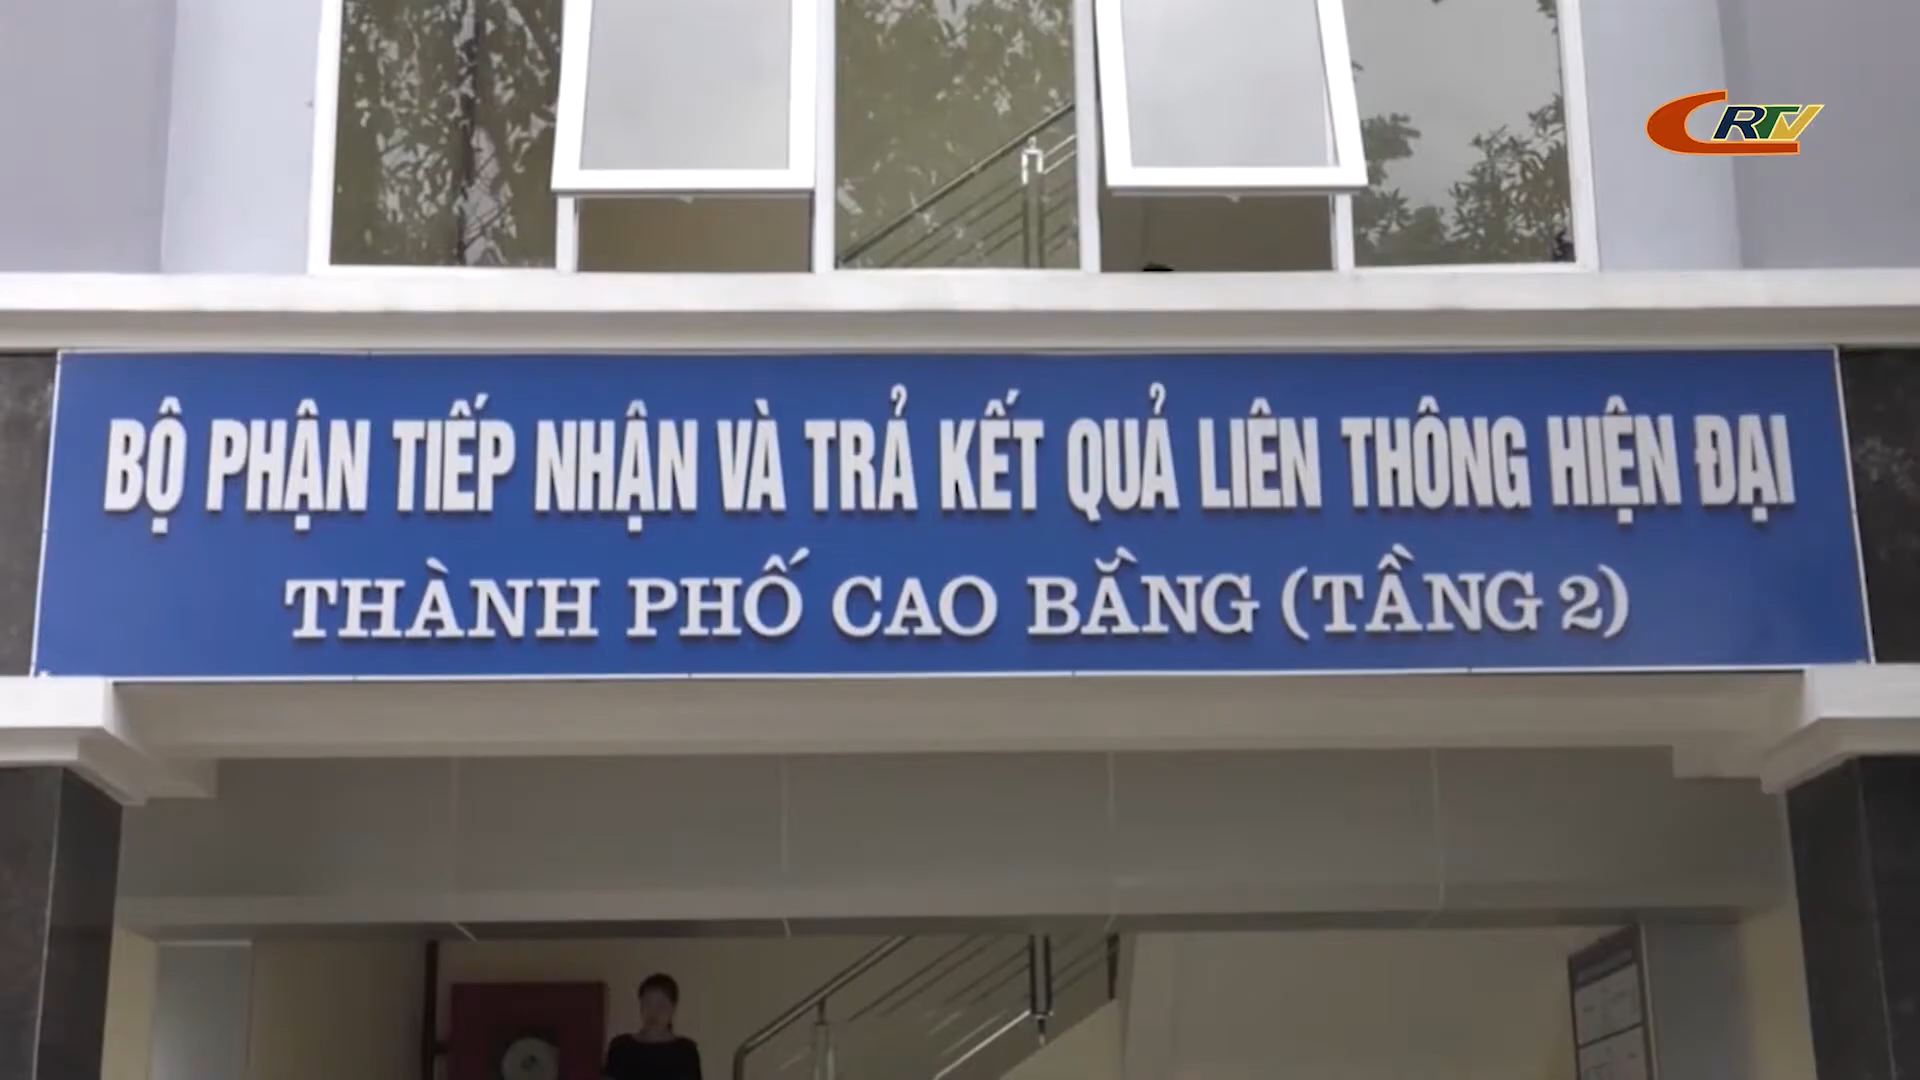 CRTV
BỘ PHẬN TIẾP NHẬN VÀ TRẢ KẾT QUẢ LIÊN THÔNG HIỆN ĐẠI
THÀNH PHỐ CAO BẰNG (TẦNG 2)